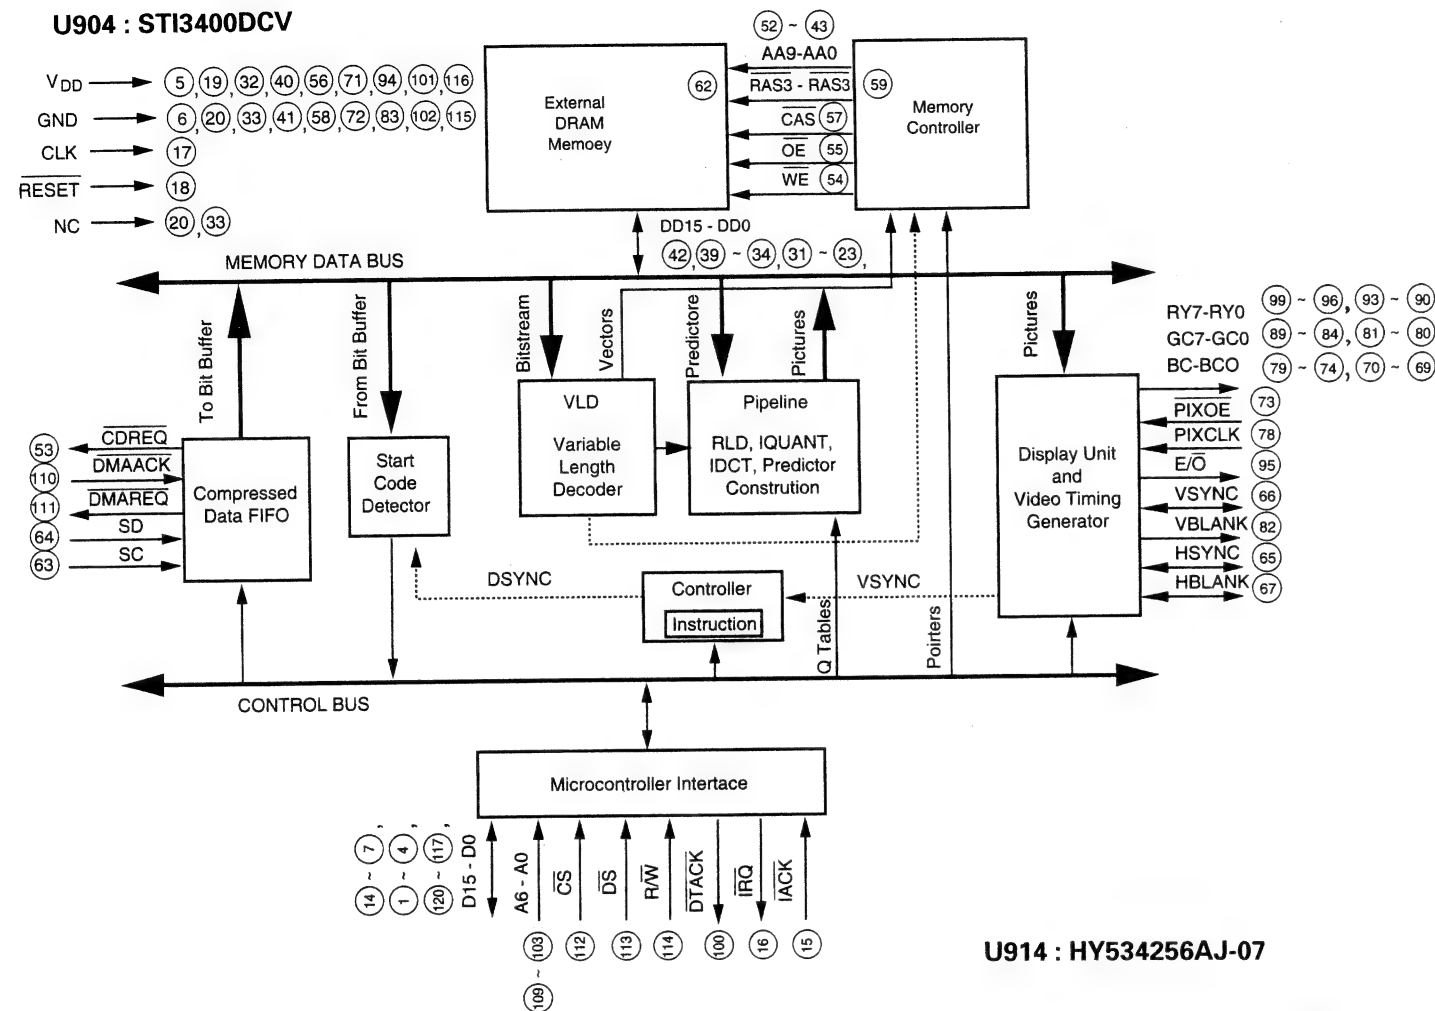 U904 : STI3400DCV
VDD 5, 19, 32, 40, 56, 71, 94, 101, 116
GND 6, 20, 33, 41, 58, 72, 83, 102, 115
CLK 17
RESET 18
NC 20, 33
External
DRAM
Memoey
62
52 ~ 43
AA9-AA0
RAS3 - RAS3
CAS 57
OE 55
WE 54
59
Memory
Controller
DD15 - DD0
42, 39 ~ 34, 31 ~ 23,
MEMORY DATA BUS
To Bit Buffer
From Bit Buffer
Bitstream
Vectors
Predictore
Pictures
Pictures
RY7-RY0 99 ~ 96, 93 ~ 90
GC7-GC0 89 ~ 84, 81 ~ 80
BC-BCO 79 ~ 74, 70 ~ 69
53 CDREQ
110 DMAACK
111 DMAREQ
64 SD
63 SC
Compressed
Data FIFO
Start
Code
Detector
VLD
Variable
Length
Decoder
Pipeline
RLD, IQUANT,
IDCT, Predictor
Constrution
Display Unit
and
Video Timing
Generator
PIXOE 73
PIXCLK 78
E/O 95
VSYNC 66
VBLANK 82
HSYNC 65
HBLANK 67
DSYNC
Controller
Instruction
VSYNC
Q Tables
Poirters
CONTROL BUS
Microcontroller Intertace
14 ~ 7,
1 ~ 4,
120 ~ 117,
D15 - D0
A6 - A0
CS
DS
R/W
DTACK
IRQ
IACK
109 ~ 103
112
113
114
100
16
15
U914 : HY534256AJ-07